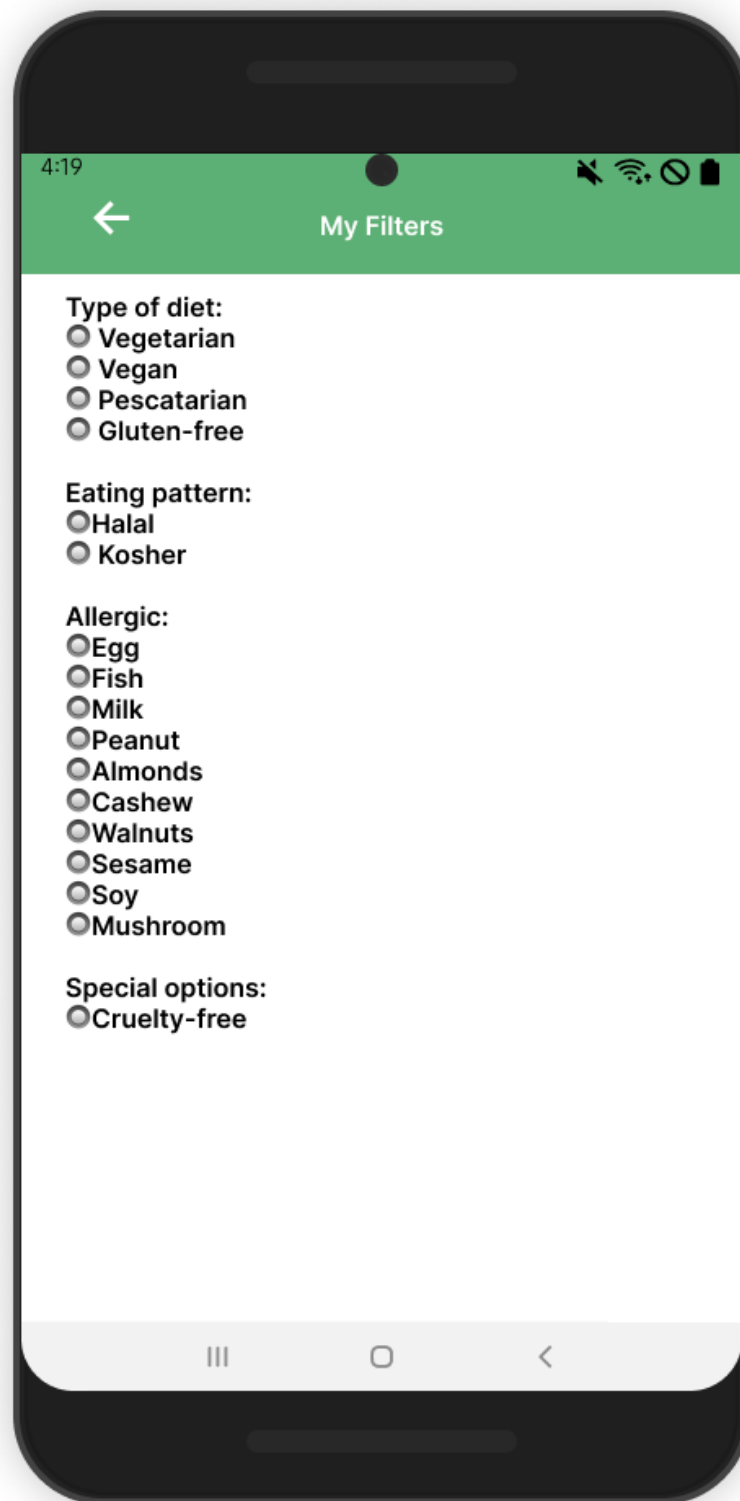 4:19
My Filters
Type of diet:
Vegetarian
Vegan
Pescatarian
Gluten-free
Eating pattern:
Halal
Kosher
Allergic:
Egg
Fish
Milk
Peanut
Almonds
Cashew
Walnuts
Sesame
Soy
Mushroom
Special options:
Cruelty-free